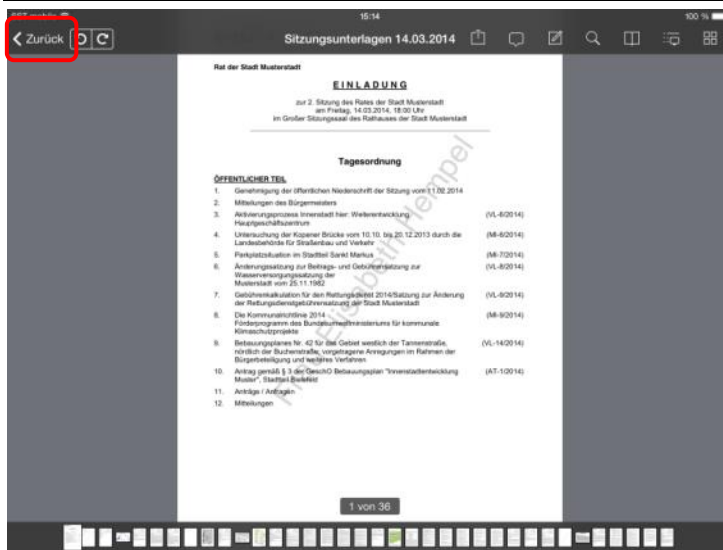 SST mobile
15:14
100 %
Zurück
Sitzungsunterlagen 14.03.2014
Rat der Stadt Musterstadt
EINLADUNG
zur 2. Sitzung des Rates der Stadt Musterstadt
am Freitag, 14.03.2014, 18:00 Uhr
im Großer Sitzungssaal des Rathauses der Stadt Musterstadt
Tagesordnung
ÖFFENTLICHER TEIL
1. Genehmigung der öffentlichen Niederschrift der Sitzung vom 11.02.2014
2. Mitteilungen des Bürgermeisters
3. Aktivierungsprozess Innenstadt hier: Weiterentwicklung (VL-6/2014)
Hauptgeschäftszentrum
4. Untersuchung der Kopener Brücke vom 10.10. bis 20.12.2013 durch die (MI-6/2014)
Landesbehörde für Straßenbau und Verkehr
5. Parkplatzsituation im Stadtteil Sankt Markus (MI-7/2014)
6. Änderungssatzung zur Beitrags- und Gebührensatzung zur (VL-8/2014)
Wasserversorgungssatzung der
Musterstadt vom 25.11.1982
7. Gebührenkalkulation für den Rettungsdienst 2014/Satzung zur Änderung (VL-9/2014)
der Rettungsdienstgebührensatzung der Stadt Musterstadt
8. Die Kommunalrichtlinie 2014 (MI-9/2014)
Förderprogramm des Bundesumweltministeriums für kommunale
Klimaschutzprojekte
9. Bebauungsplanes Nr. 42 für das Gebiet westlich der Tannenstraße, (VL-14/2014)
nördlich der Buchenstraße, vorgetragene Anregungen im Rahmen der
Bürgerbeteiligung und weiteres Verfahren
10. Antrag gemäß § 3 der GeschO Bebauungsplan "Innenstadtentwicklung (AT-1/2014)
Muster", Stadtteil Bielefeld
11. Anträge / Anfragen
12. Mitteilungen
Frau Elisabeth Hempel
1 von 36